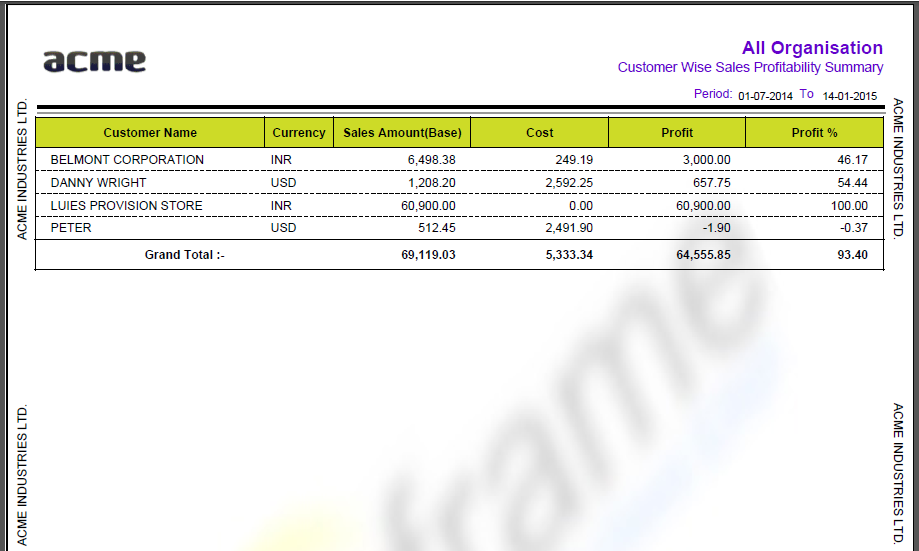 acme
All Organisation
Customer Wise Sales Profitability Summary
Period: 01-07-2014 To 14-01-2015
ACME INDUSTRIES LTD.
ACME INDUSTRIES LTD.
Customer Name Currency Sales Amount(Base) Cost Profit Profit %
BELMONT CORPORATION INR 6,498.38 249.19 3,000.00 46.17
DANNY WRIGHT USD 1,208.20 2,592.25 657.75 54.44
LUIES PROVISION STORE INR 60,900.00 0.00 60,900.00 100.00
PETER USD 512.45 2,491.90 -1.90 -0.37
Grand Total :- 69,119.03 5,333.34 64,555.85 93.40
frame
ACME INDUSTRIES LTD.
ACME INDUSTRIES LTD.